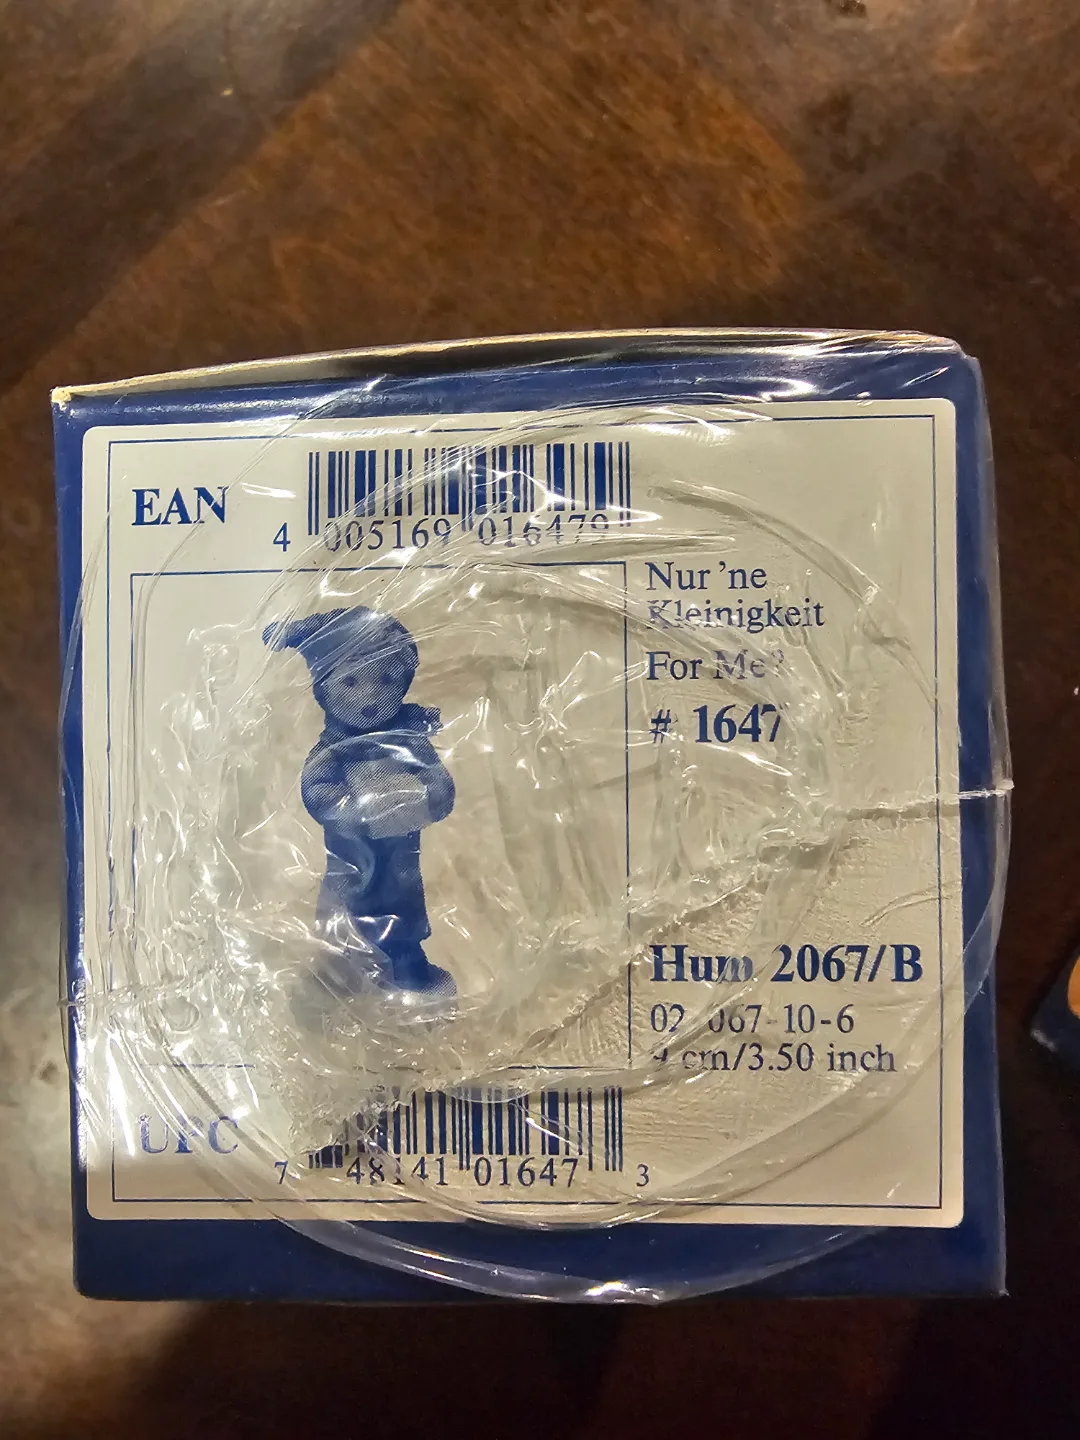 EAN
4 005169 016479
Nur 'ne
Kleinigkeit
For Me?
# 1647
Hum 2067/B
02 067-10-6
9 cm/3.50 inch
UPC
7 48141 01647 3